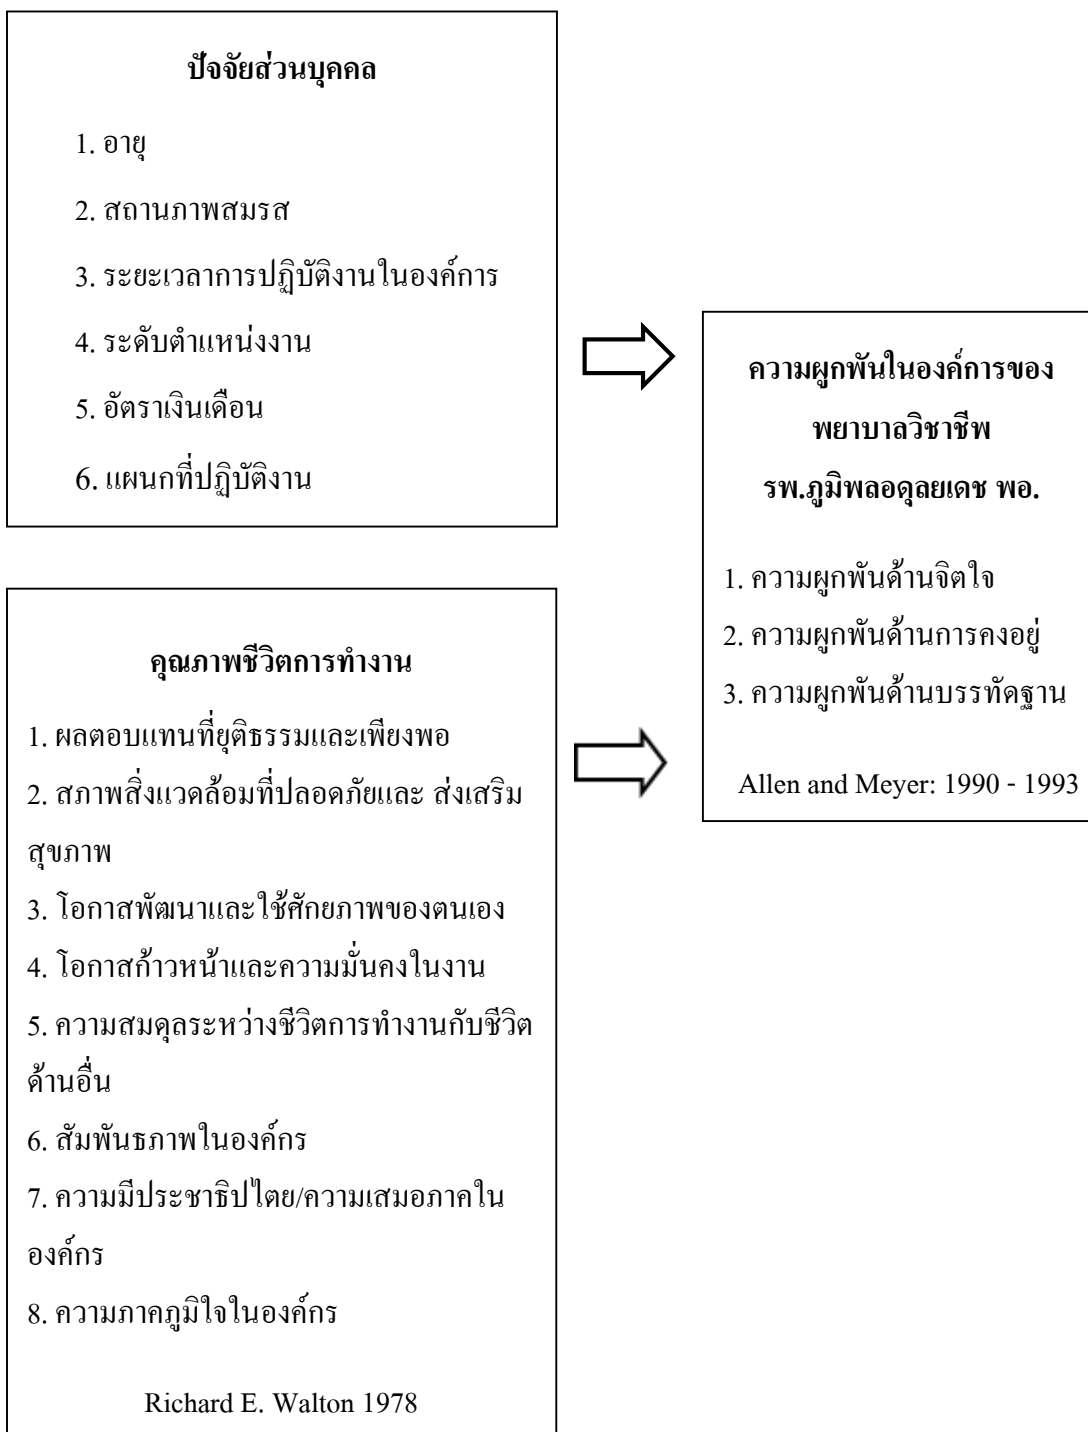 ปัจจัยส่วนบุคคล
1. อายุ
2. สถานภาพสมรส
3. ระยะเวลาการปฏิบัติงานในองค์การ
4. ระดับตำแหน่งงาน
5. อัตราเงินเดือน
6. แผนกที่ปฏิบัติงาน
คุณภาพชีวิตการทำงาน
1. ผลตอบแทนที่ยุติธรรมและเพียงพอ
2. สภาพสิ่งแวดล้อมที่ปลอดภัยและ ส่งเสริม
สุขภาพ
3. โอกาสพัฒนาและใช้ศักยภาพของตนเอง
4. โอกาสก้าวหน้าและความมั่นคงในงาน
5. ความสมดุลระหว่างชีวิตการทำงานกับชีวิต
ด้านอื่น
6. สัมพันธภาพในองค์กร
7. ความมีประชาธิปไตย/ความเสมอภาคใน
องค์กร
8. ความภาคภูมิใจในองค์กร
Richard E. Walton 1978
ความผูกพันในองค์การของ
พยาบาลวิชาชีพ
รพ.ภูมิพลอดุลยเดช พอ.
1. ความผูกพันด้านจิตใจ
2. ความผูกพันด้านการคงอยู่
3. ความผูกพันด้านบรรทัดฐาน
Allen and Meyer: 1990 - 1993